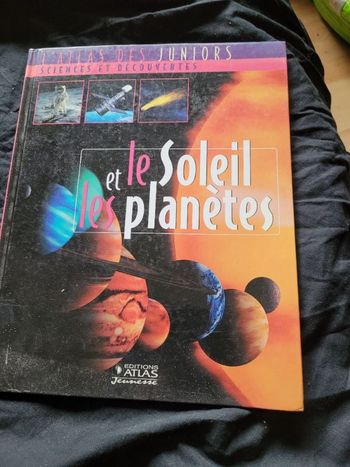 L'ATLAS DES JUNIORS
SCIENCES ET DÉCOUVERTES
le Soleil
et
les planètes
EDITIONS
ATLAS
Jeunesse